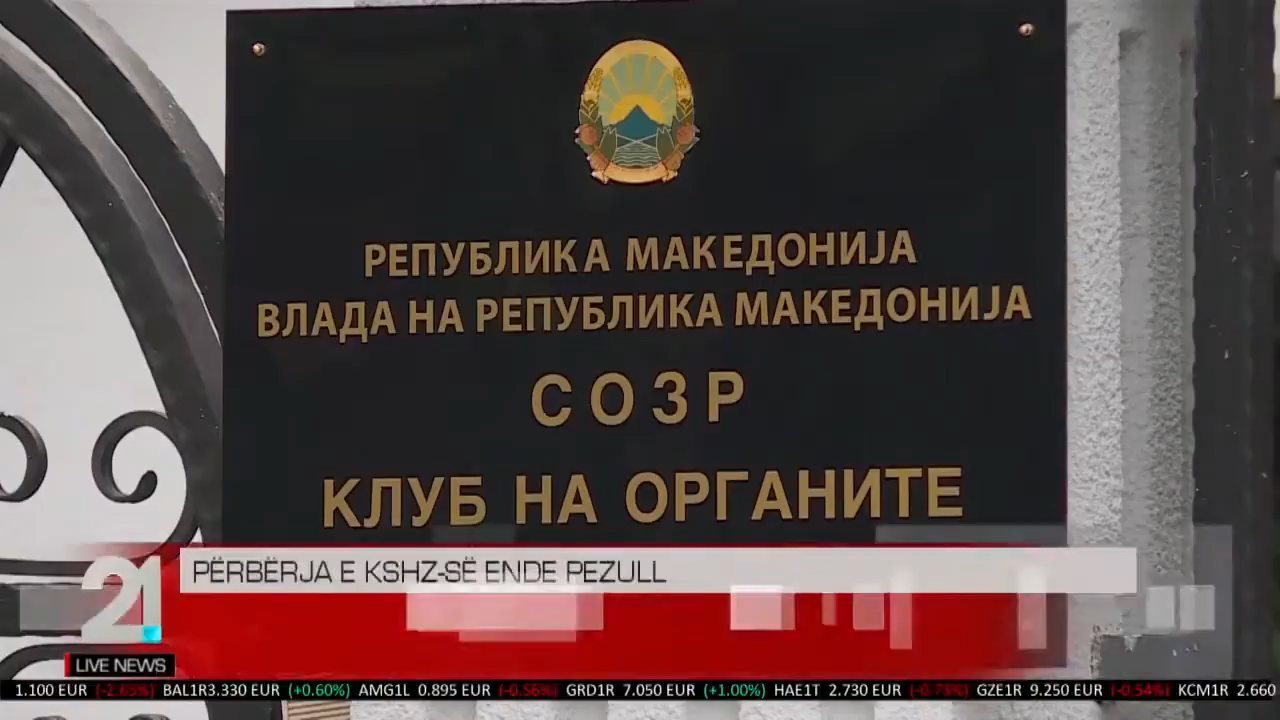 РЕПУБЛИКА МАКЕДОНИЈА
ВЛАДА НА РЕПУБЛИКА МАКЕДОНИЈА
СОЗР
КЛУБ НА ОРГАНИТЕ
PËRBËRJA E KSHZ-SË ENDE PEZULL
21
LIVE NEWS
1.100 EUR (-2.65%) BAL1R3.330 EUR (+0.60%) AMG1L 0.895 EUR (-0.56%) GRD1R 7.050 EUR (+1.00%) HAE1T 2.730 EUR (-0.73%) GZE1R 9.250 EUR (-0.54%) KCM1R 2.660